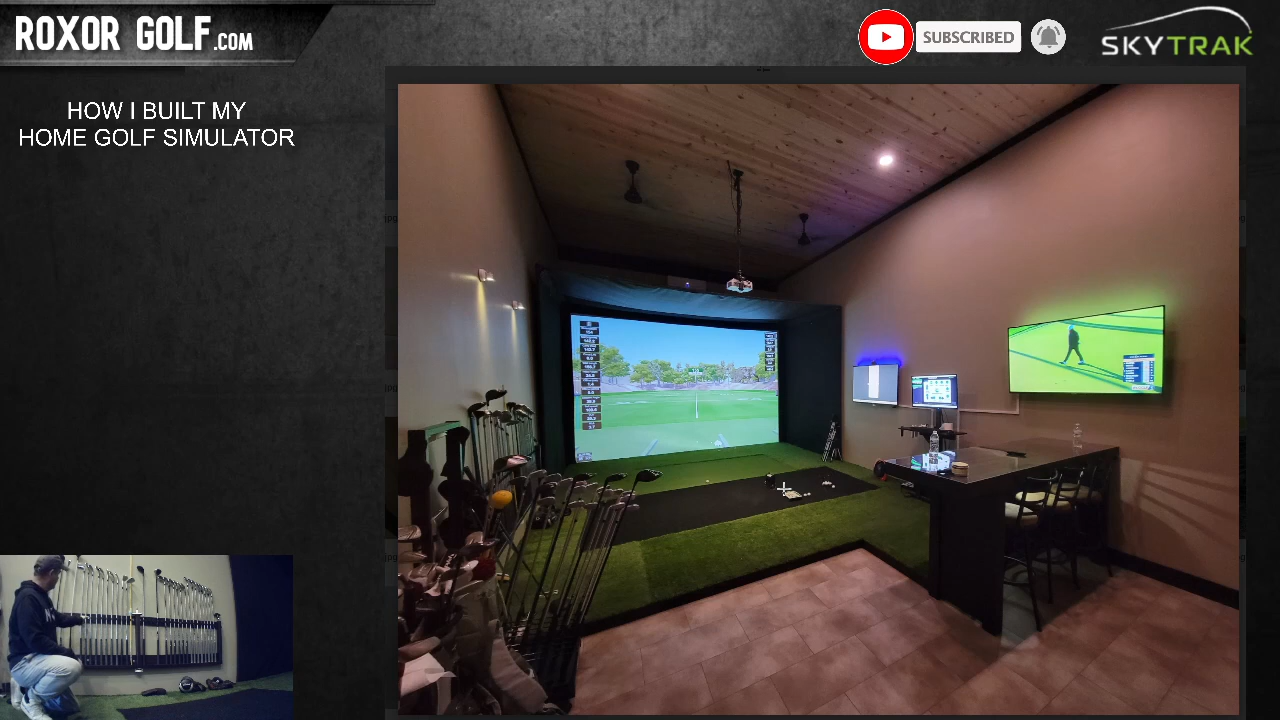 ROXOR GOLF.COM
SUBSCRIBED
SKYTRAK
HOW I BUILT MY
HOME GOLF SIMULATOR